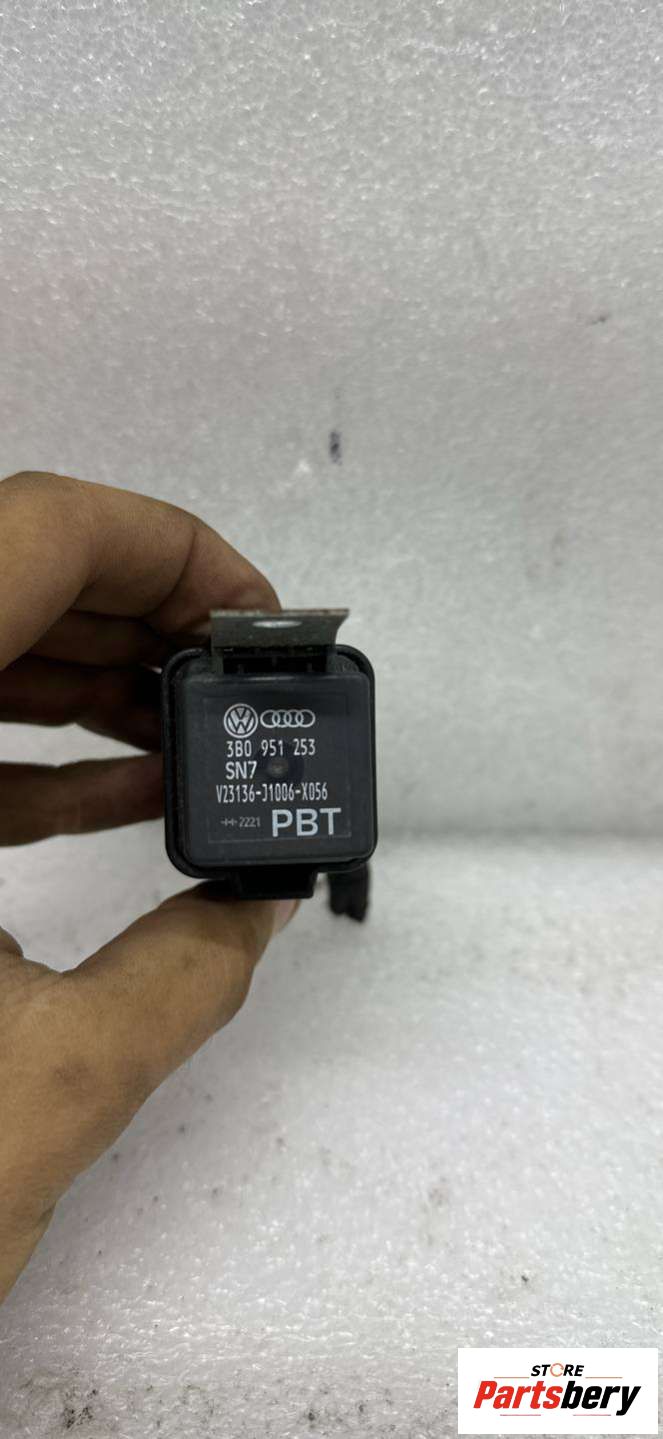 3B0 951 253
SN7
V23136-J1006-X056
2221 PBT
STORE
Partsbery